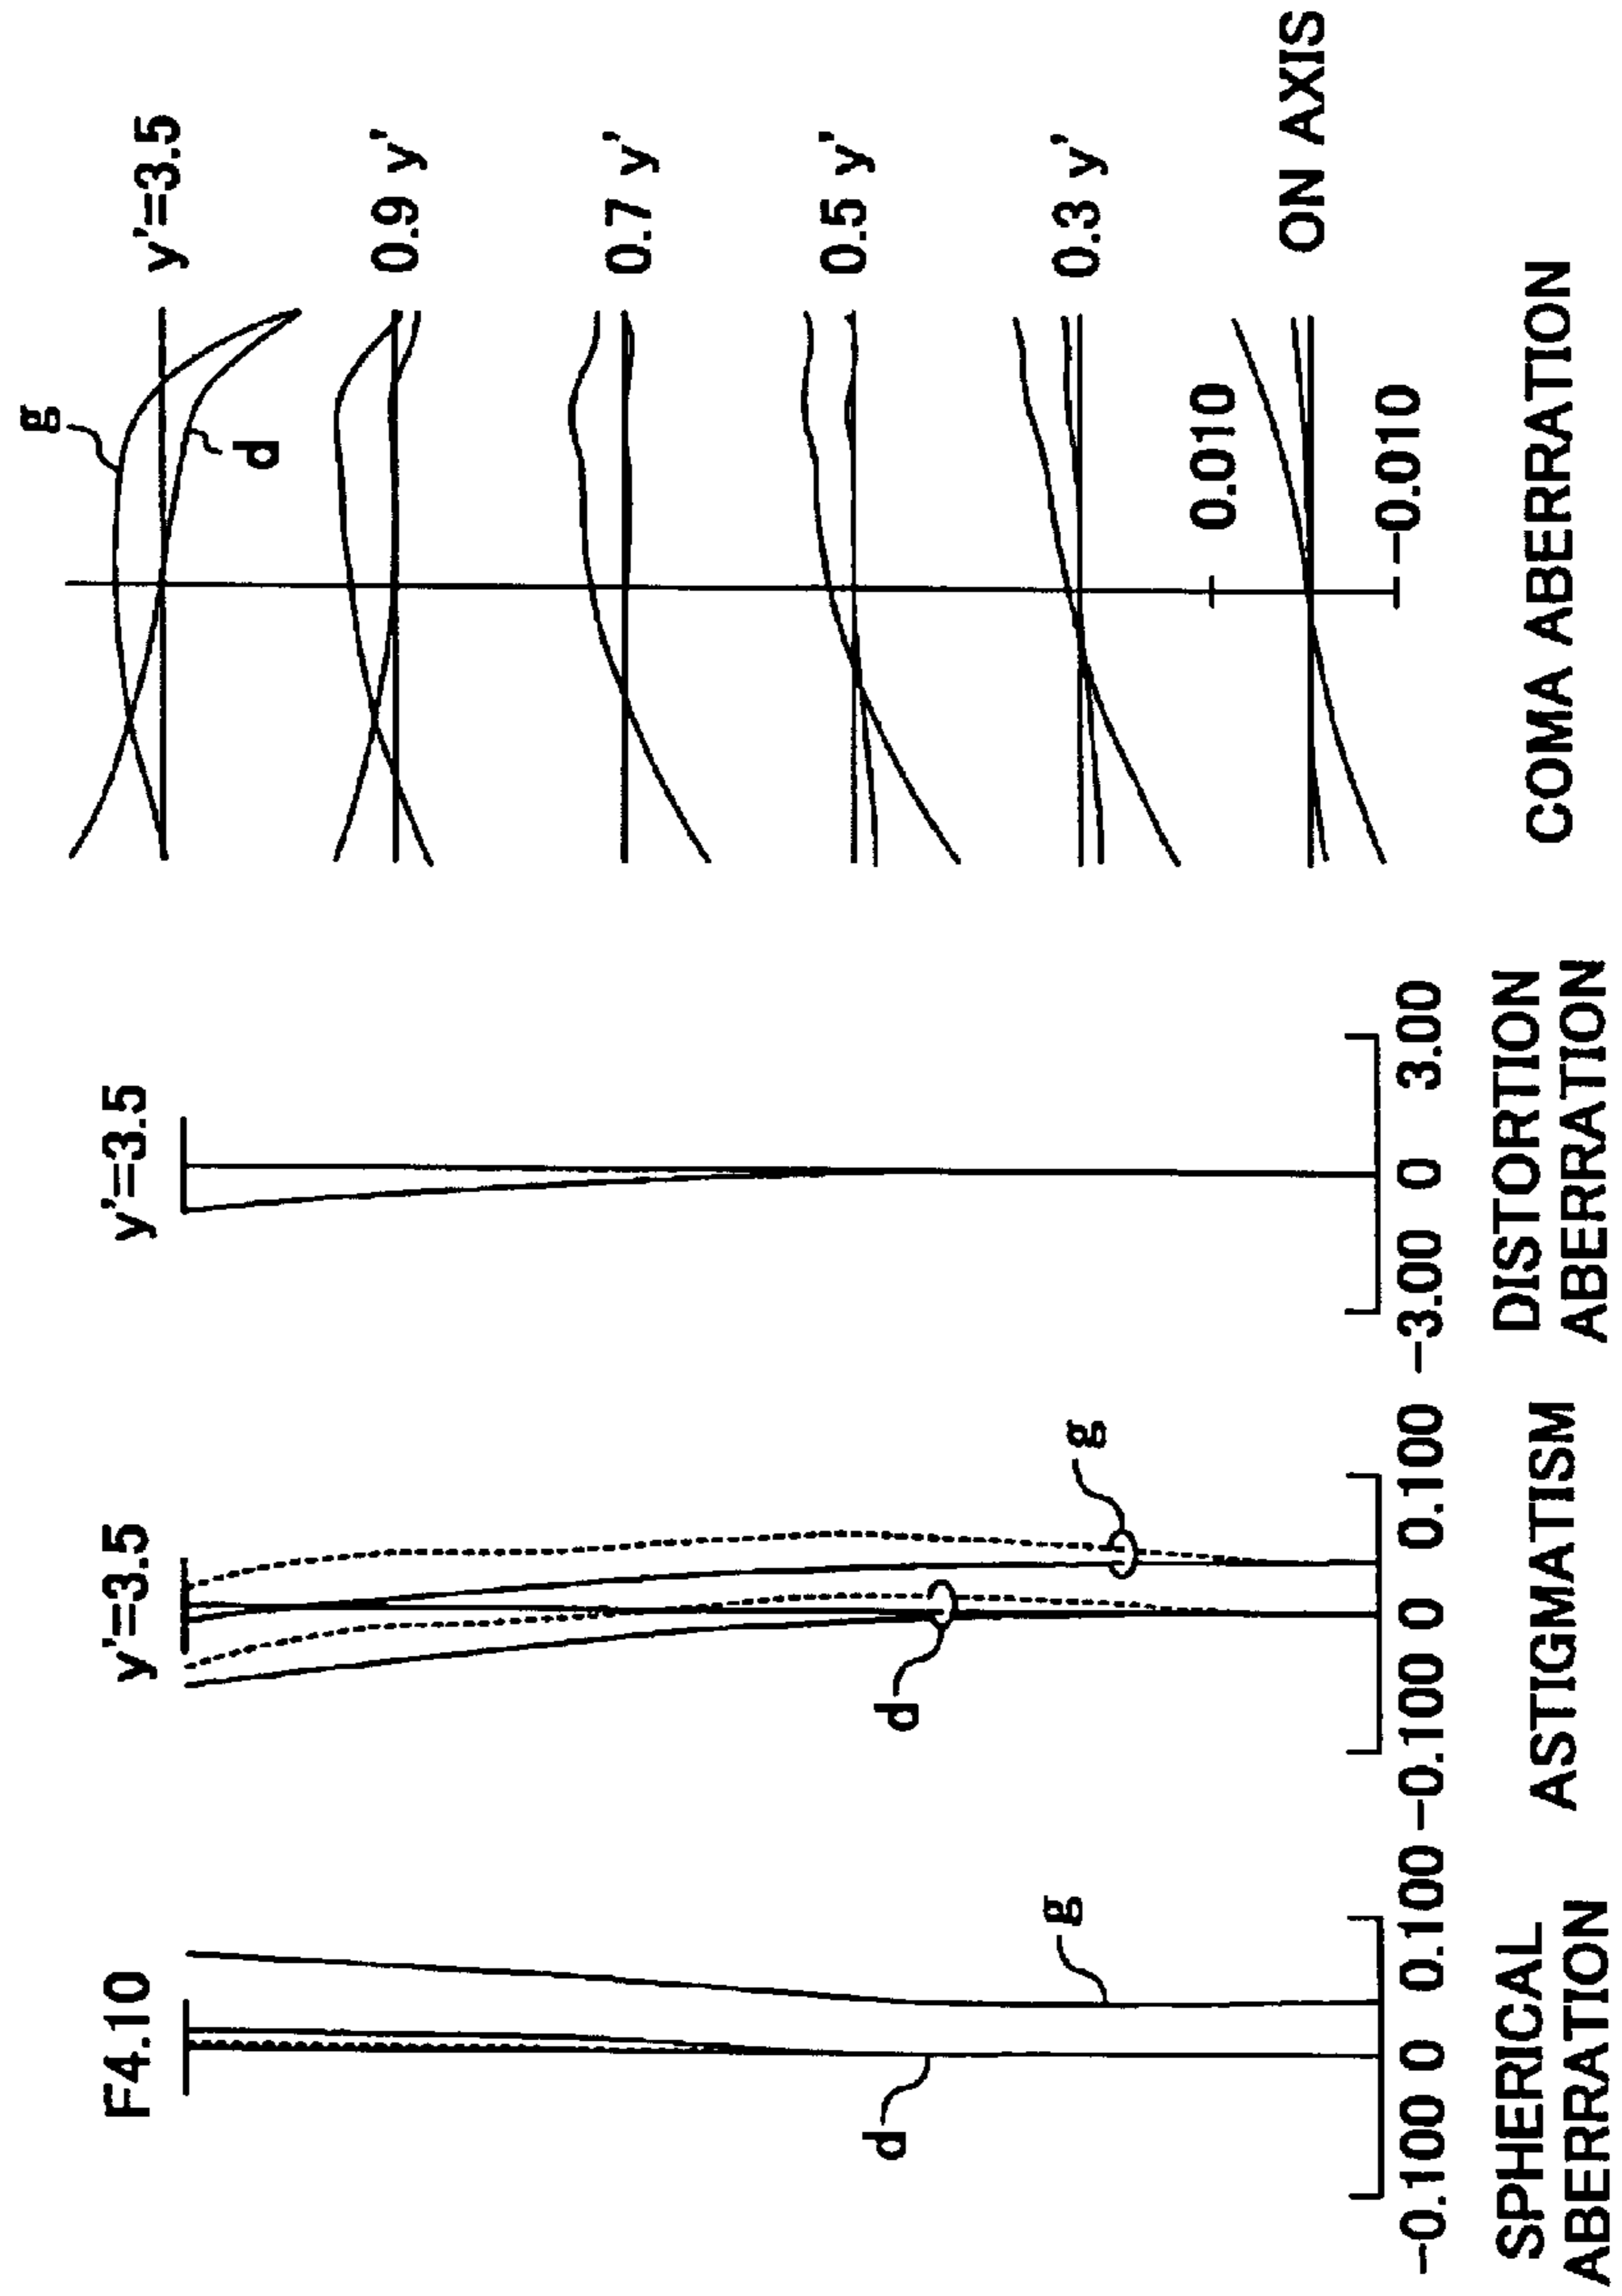 F4.10
d
g
-0.100 0 0.100
SPHERICAL
ABERRATION
y'=3.5
d
g
-0.100 0 0.100
ASTIGMATISM
y'=3.5
-3.00 0 3.00
DISTORTION
ABERRATION
g
d
y'=3.5
0.9 y'
0.7 y'
0.5 y'
0.3 y'
0.010
ON AXIS
-0.010
COMA ABERRATION